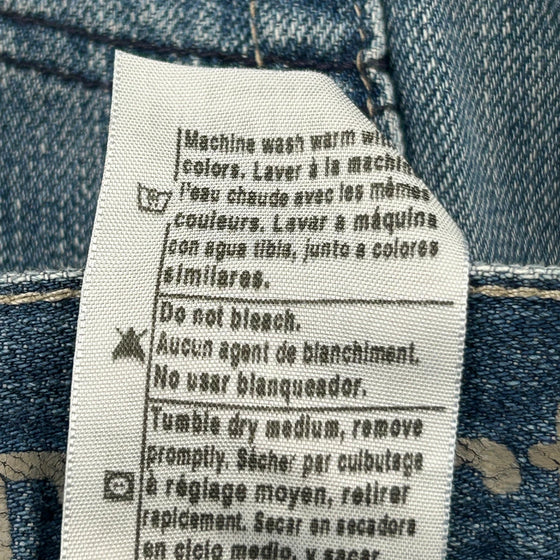 Machine wash warm with
colors. Laver à la machine
l'eau chaude avec les mêmes
couleurs. Lavar a máquina
con agua tibia, junto a colores
similares.
Do not bleach.
Aucun agent de blanchiment.
No usar blanqueador.
Tumble dry medium, remove
promptly. Sècher par culbutage
à réglage moyen, retirer
rapidement. Secar en secadora
en ciclo medio, y sacar